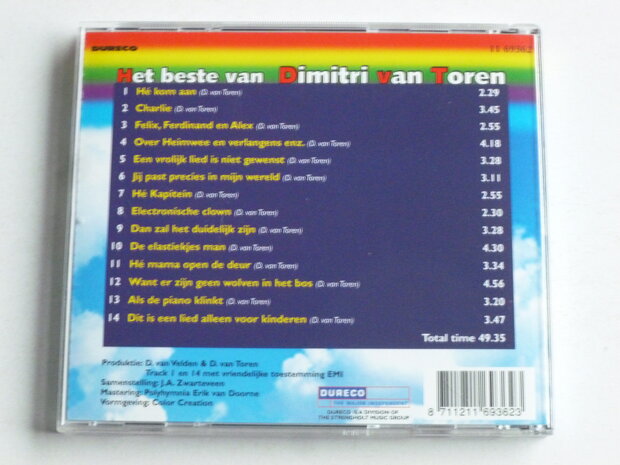 DURECO 11 69362
Het beste van Dimitri van Toren
1 Hé kom aan (D. van Toren) 2.29
2 Charlie (D. van Toren) 3.45
3 Felix, Ferdinand en Alex (D. van Toren) 2.55
4 Over Heimwee en verlangens enz. (D. van Toren) 4.18
5 Een vrolijk lied is niet gewenst (D. van Toren) 3.28
6 Jij past precies in mijn wereld (D. van Toren) 3.11
7 Hé Kapitein (D. van Toren) 2.55
8 Electronische clown (D. van Toren) 2.30
9 Dan zal het duidelijk zijn (D. van Toren) 3.28
10 De elastiekjes man (D. van Toren) 4.30
11 Hé mama open de deur (D. van Toren) 3.34
12 Want er zijn geen wolven in het bos (D. van Toren) 4.56
13 Als de piano klinkt (D. van Toren) 3.20
14 Dit is een lied alleen voor kinderen (D. van Toren) 3.47
Total time 49.35
Produktie: D. van Velden & D. van Toren
Track 1 en 14 met vriendelijke toestemming EMI
Samenstelling: J.A. Zwarteveen
Mastering: Polyhymnia Erik van Doorne
Vormgeving: Color Creation
DURECO
THE MAJOR INDEPENDENT
DURECO IS A DIVISION OF
THE STRENGHOLT MUSIC GROUP
8 711211 693623